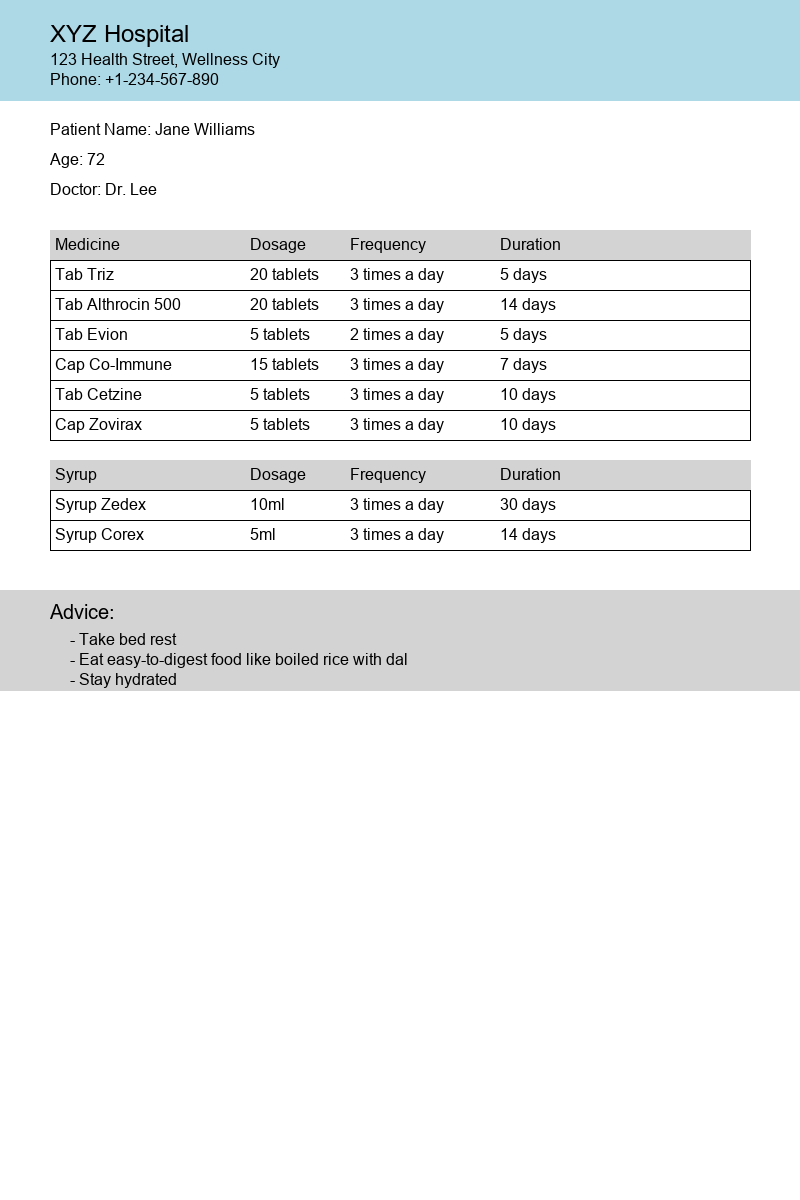 XYZ Hospital
123 Health Street, Wellness City
Phone: +1-234-567-890
Patient Name: Jane Williams
Age: 72
Doctor: Dr. Lee
Medicine Dosage Frequency Duration
Tab Triz 20 tablets 3 times a day 5 days
Tab Althrocin 500 20 tablets 3 times a day 14 days
Tab Evion 5 tablets 2 times a day 5 days
Cap Co-Immune 15 tablets 3 times a day 7 days
Tab Cetzine 5 tablets 3 times a day 10 days
Cap Zovirax 5 tablets 3 times a day 10 days
Syrup Dosage Frequency Duration
Syrup Zedex 10ml 3 times a day 30 days
Syrup Corex 5ml 3 times a day 14 days
Advice:
- Take bed rest
- Eat easy-to-digest food like boiled rice with dal
- Stay hydrated